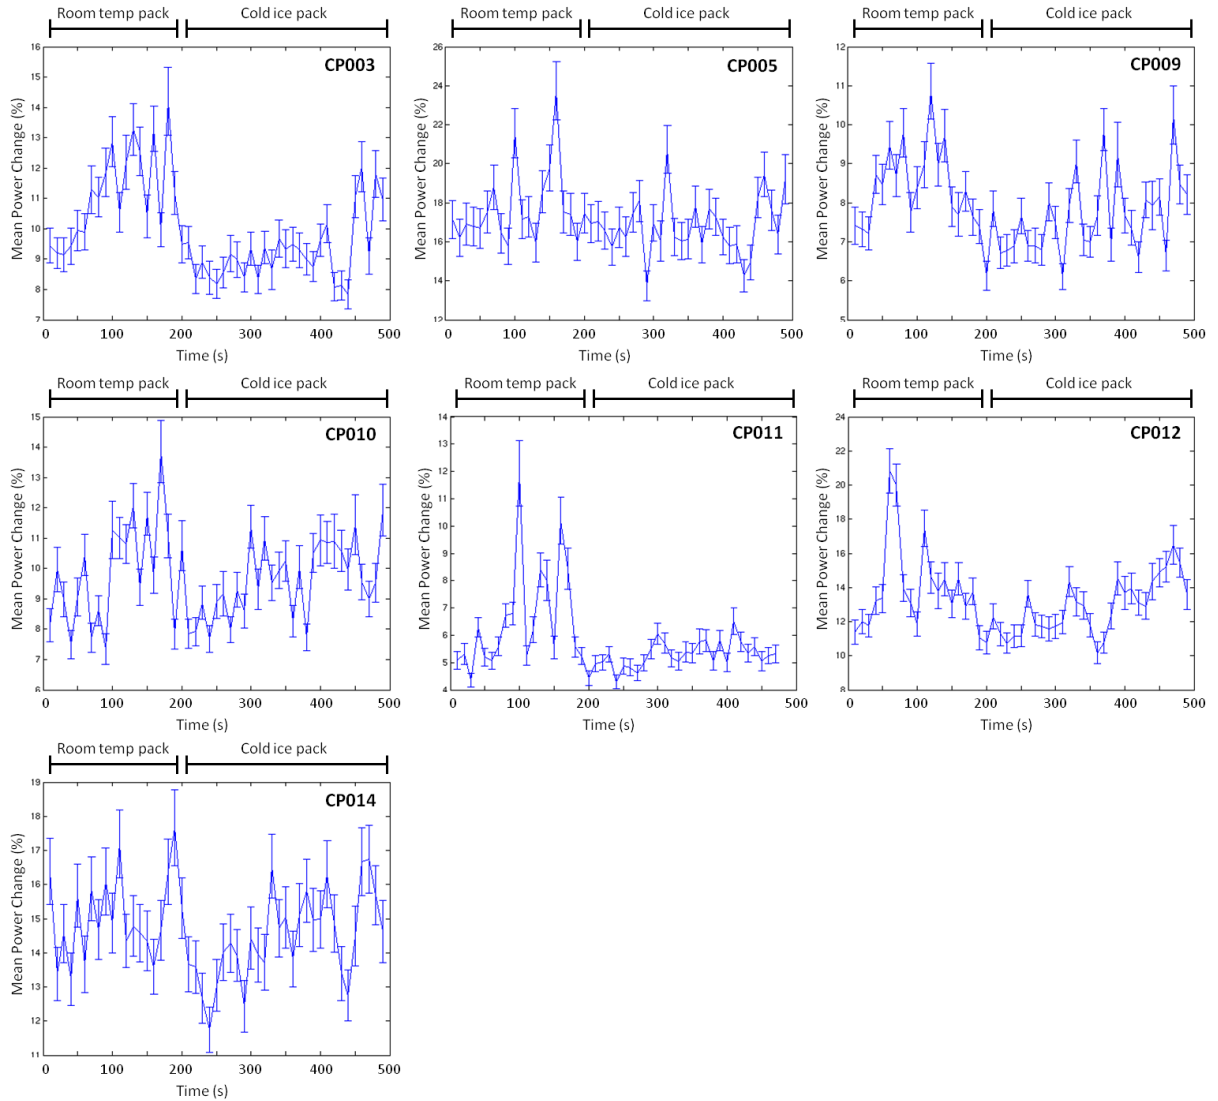 Room temp pack Cold ice pack Room temp pack Cold ice pack Room temp pack Cold ice pack
CP003 CP005 CP009
Mean Power Change (%) Mean Power Change (%) Mean Power Change (%)
16 15 14 13 12 11 10 9 8 7
26 24 22 20 18 16 14 12
12 11 10 9 8 7 6 5
0 100 200 300 400 500 0 100 200 300 400 500 0 100 200 300 400 500
Time (s) Time (s) Time (s)
Room temp pack Cold ice pack Room temp pack Cold ice pack Room temp pack Cold ice pack
CP010 CP011 CP012
Mean Power Change (%) Mean Power Change (%) Mean Power Change (%)
15 14 13 12 11 10 9 8 7 6
14 13 12 11 10 9 8 7 6 5 4
24 22 20 18 16 14 12 10 8
0 100 200 300 400 500 0 100 200 300 400 500 0 100 200 300 400 500
Time (s) Time (s) Time (s)
Room temp pack Cold ice pack
CP014
Mean Power Change (%)
19 18 17 16 15 14 13 12 11
0 100 200 300 400 500
Time (s)